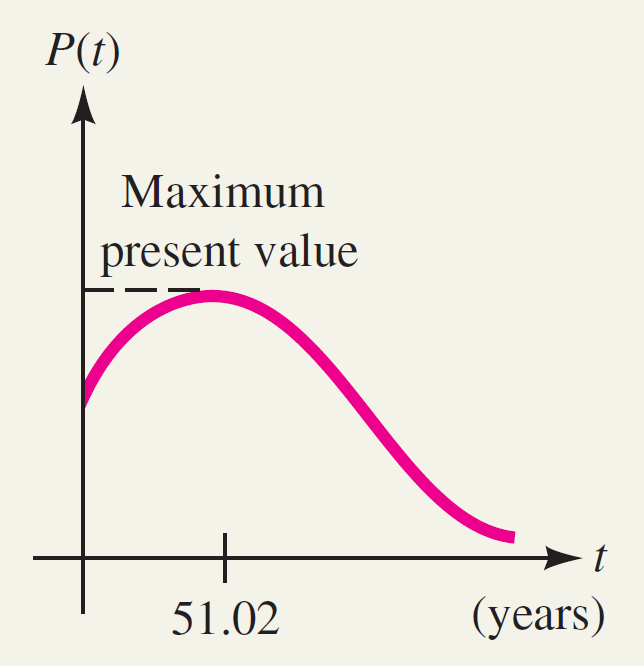 P(t)
Maximum
present value
t
51.02
(years)